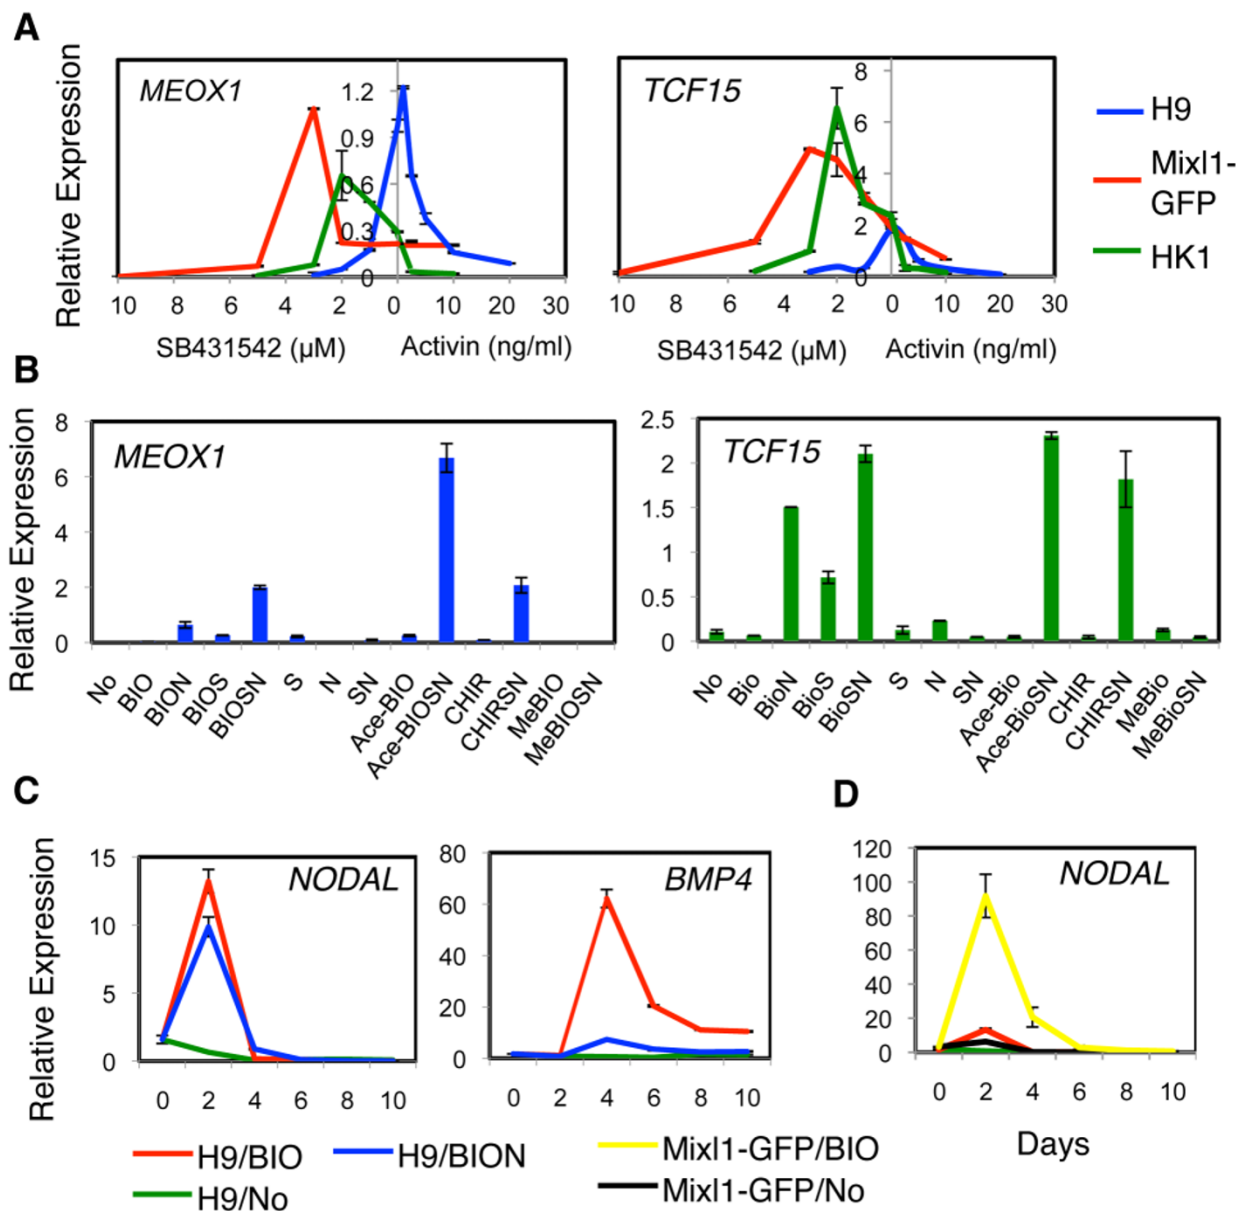 A
Relative Expression
MEOX1
1.2
0.9
0.6
0.3
0
10 8 6 4 2 0 10 20 30
SB431542 (µM) Activin (ng/ml)
TCF15
8
6
4
2
0
10 8 6 4 2 0 10 20 30
SB431542 (µM) Activin (ng/ml)
H9
Mixl1-
GFP
HK1
B
Relative Expression
MEOX1
8
6
4
2
0
No BIO BION BIOS BIOSN S N SN Ace-BIO Ace-BIOSN CHIR CHIRSN MeBIO MeBIOSN
TCF15
2.5
2
1.5
1
0.5
0
No Bio BioN BioS BioSN S N SN Ace-Bio Ace-BioSN CHIR CHIRSN MeBio MeBioSN
C
Relative Expression
NODAL
15
10
5
0
0 2 4 6 8 10
BMP4
80
60
40
20
0
0 2 4 6 8 10
D
NODAL
120
100
80
60
40
20
0
0 2 4 6 8 10
Days
H9/BIO H9/BION
H9/No
Mixl1-GFP/BIO
Mixl1-GFP/No